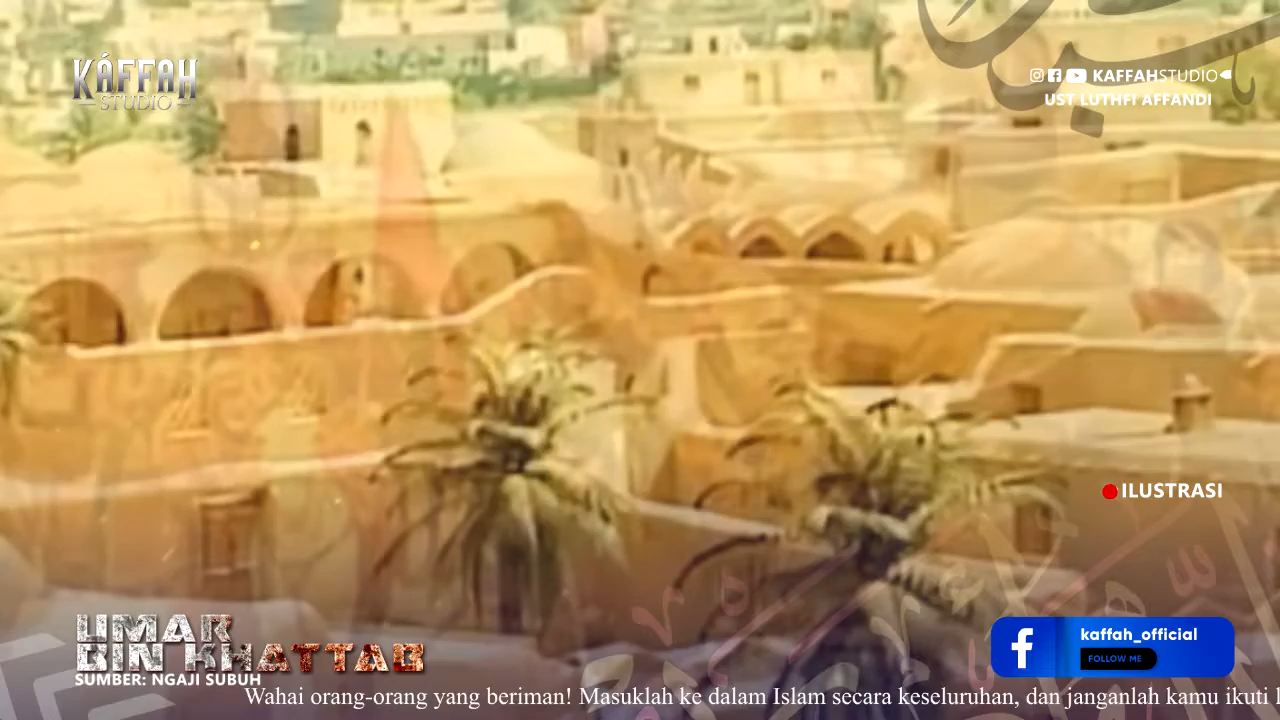 KÁFFAH
STUDIO
KAFFAHSTUDIO
UST LUTHFI AFFANDI
ILUSTRASI
UMAR
BIN KHATTAB
SUMBER: NGAJI SUBUH
kaffah_official
FOLLOW ME
Wahai orang-orang yang beriman! Masuklah ke dalam Islam secara keseluruhan, dan janganlah kamu ikuti